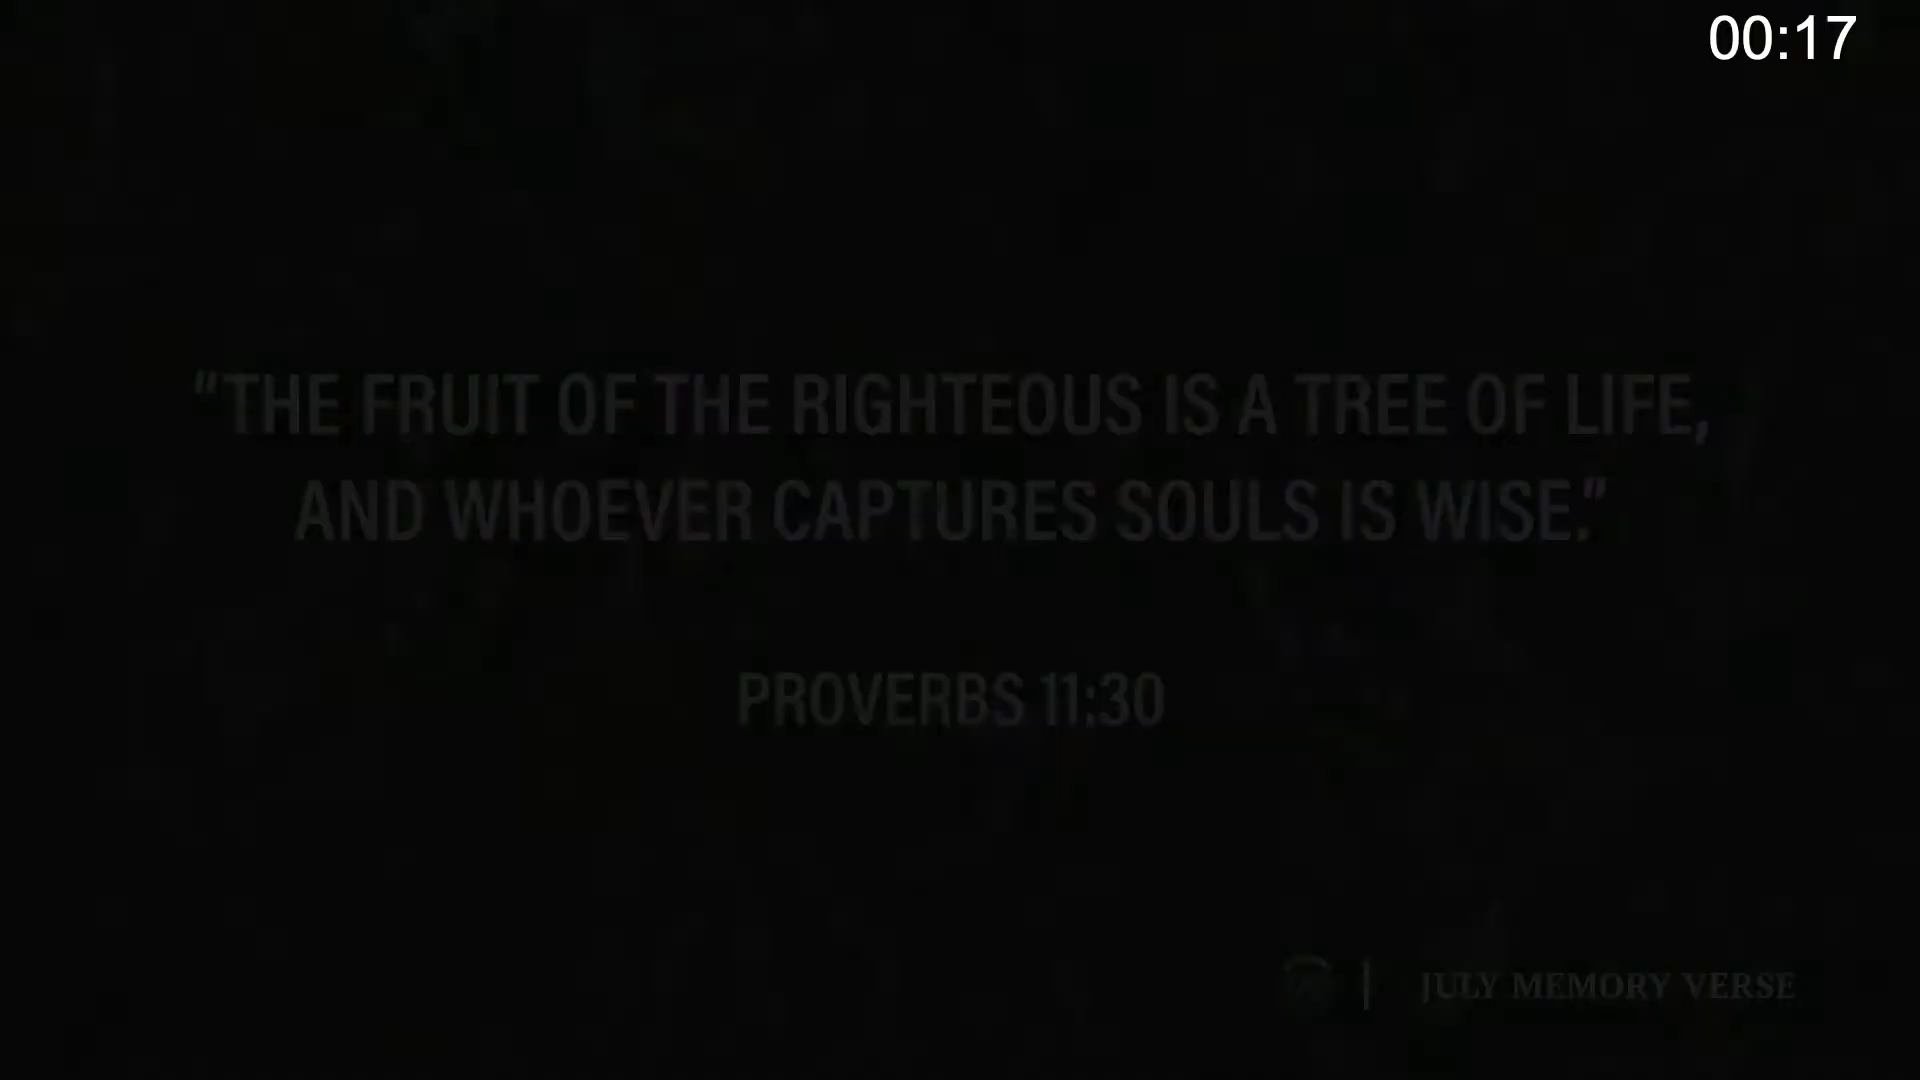 00:17
"THE FRUIT OF THE RIGHTEOUS IS A TREE OF LIFE,
AND WHOEVER CAPTURES SOULS IS WISE."
PROVERBS 11:30
JULY MEMORY VERSE